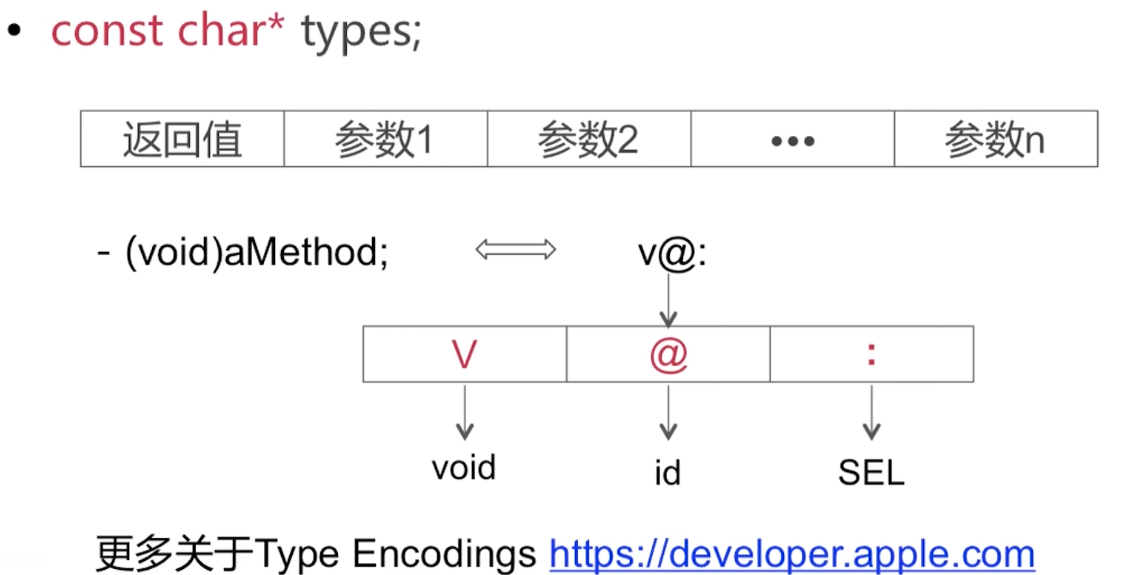 • const char* types;
返回值 参数1 参数2 ••• 参数n
- (void)aMethod; v@:
V @ :
void id SEL
更多关于Type Encodings https://developer.apple.com